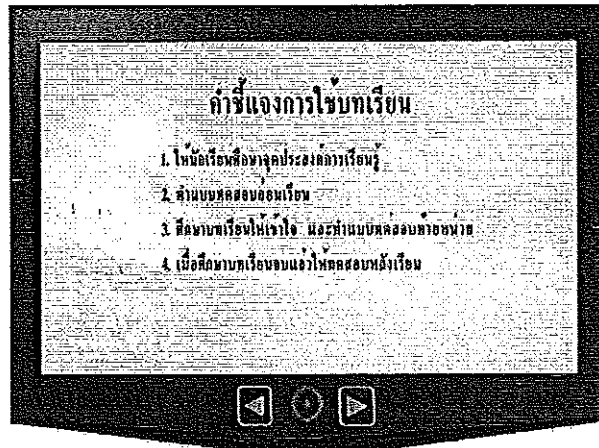 คำชี้แจงการใช้บทเรียน
1. ให้นักเรียนศึกษาจุดประสงค์การเรียนรู้
2. ทำแบบทดสอบก่อนเรียน
3. ศึกษาบทเรียนให้เข้าใจ และทำแบบทดสอบท้ายหน่วย
4. เมื่อศึกษาบทเรียนจบแล้วให้ทดสอบหลังเรียน